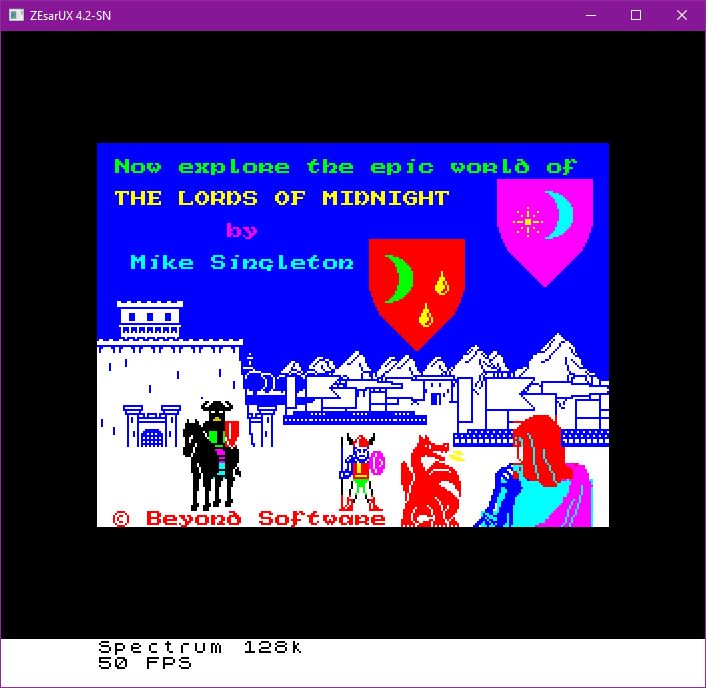 ZEsarUX 4.2-SN
Now explore the epic world of
THE LORDS OF MIDNIGHT
by
Mike Singleton
© Beyond Software
Spectrum 128k
50 FPS